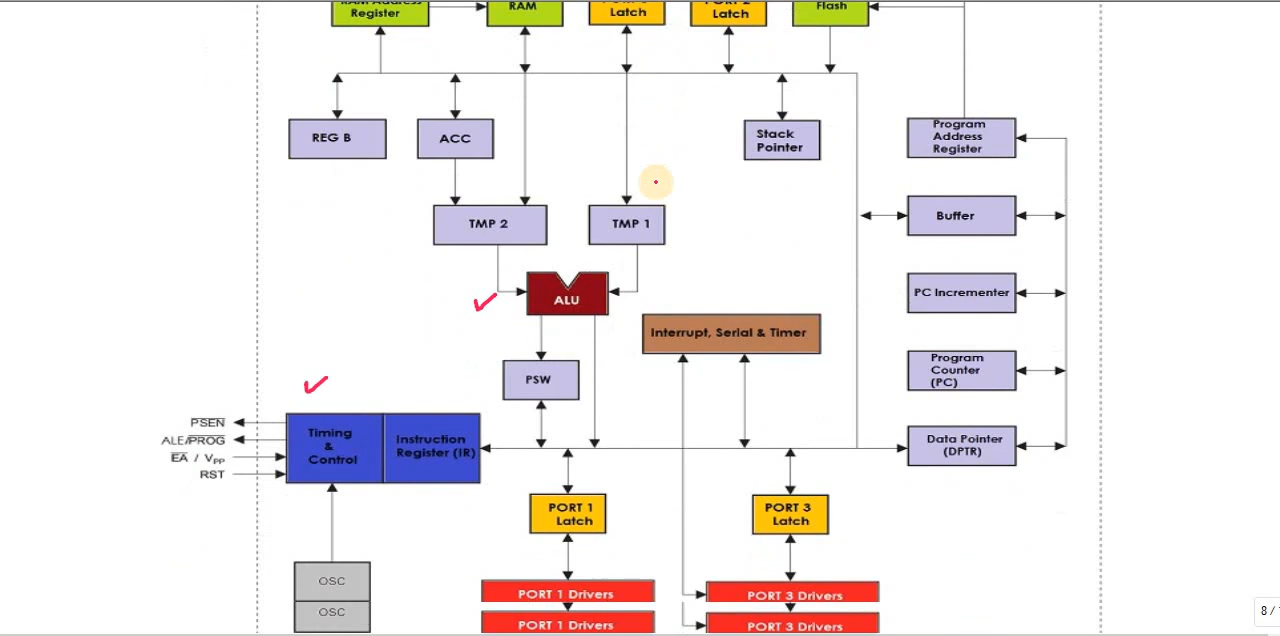 RAM Address
Register
RAM
Latch
PORT 2
Latch
Flash
REG B
ACC
Stack
Pointer
Program
Address
Register
TMP 2
TMP 1
Buffer
ALU
PC Incrementer
Interrupt, Serial & Timer
PSW
Program
Counter
(PC)
PSEN
ALE/PROG
EA / VPP
RST
Timing
&
Control
Instruction
Register (IR)
Data Pointer
(DPTR)
PORT 1
Latch
PORT 3
Latch
OSC
OSC
PORT 1 Drivers
PORT 1 Drivers
PORT 3 Drivers
PORT 3 Drivers
8 /